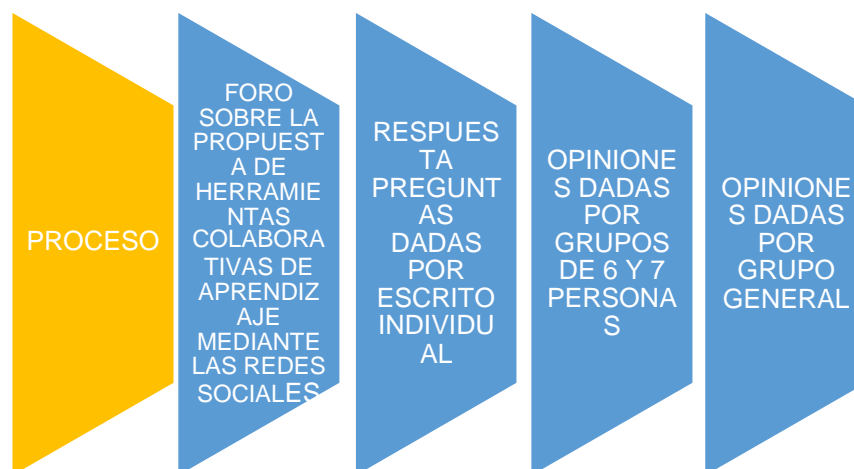 PROCESO
FORO
SOBRE LA
PROPUEST
A DE
HERRAMIE
NTAS
COLABORA
TIVAS DE
APRENDIZ
AJE
MEDIANTE
LAS REDES
SOCIALES
RESPUES
TA
PREGUNT
AS
DADAS
POR
ESCRITO
INDIVIDU
AL
OPINIONE
S DADAS
POR
GRUPOS
DE 6 Y 7
PERSONA
S
OPINIONE
S DADAS
POR
GRUPO
GENERAL